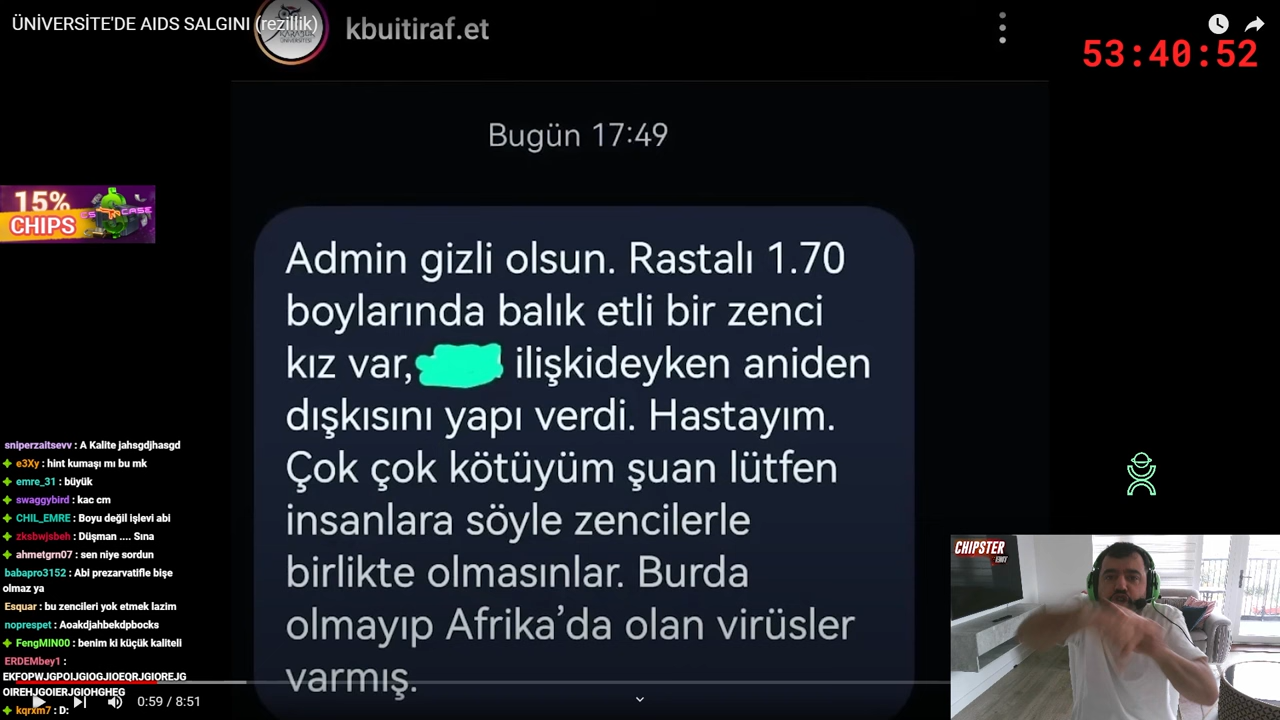 ÜNİVERSİTE'DE AIDS SALGINI (rezillik)
kbuitiraf.et
53:40:52
Bugün 17:49
15%
CHIPS
Admin gizli olsun. Rastalı 1.70
boylarında balık etli bir zenci
kız var, ilişkideyken aniden
dışkısını yapı verdi. Hastayım.
Çok çok kötüyüm şuan lütfen
insanlara söyle zencilerle
birlikte olmasınlar. Burda
olmayıp Afrika'da olan virüsler
varmış.
sniperzaitsevv : A Kalite jahsgdjhasgd
e3Xy : hint kumaşı mı bu mk
emre_31 : büyük
swaggybird : kac cm
CHIL_EMRE : Boyu değil işlevi abi
zksbwjsbeh : Düşman .... Sına
ahmetgrn07 : sen niye sordun
babapro3152 : Abi prezarvatifle bişe
olmaz ya
Esquar : bu zencileri yok etmek lazim
noprespet : Aoakdjahbekdpbocks
FengMIN00 : benim ki küçük kaliteli
ERDEMbey1 :
EKFOPWJGPOIJGIOGJIOEQRJGIOREJG
OIREHJGOIERJGIOHGHEG
kqrxm7 : D:
0:59 / 8:51
CHIPSTER